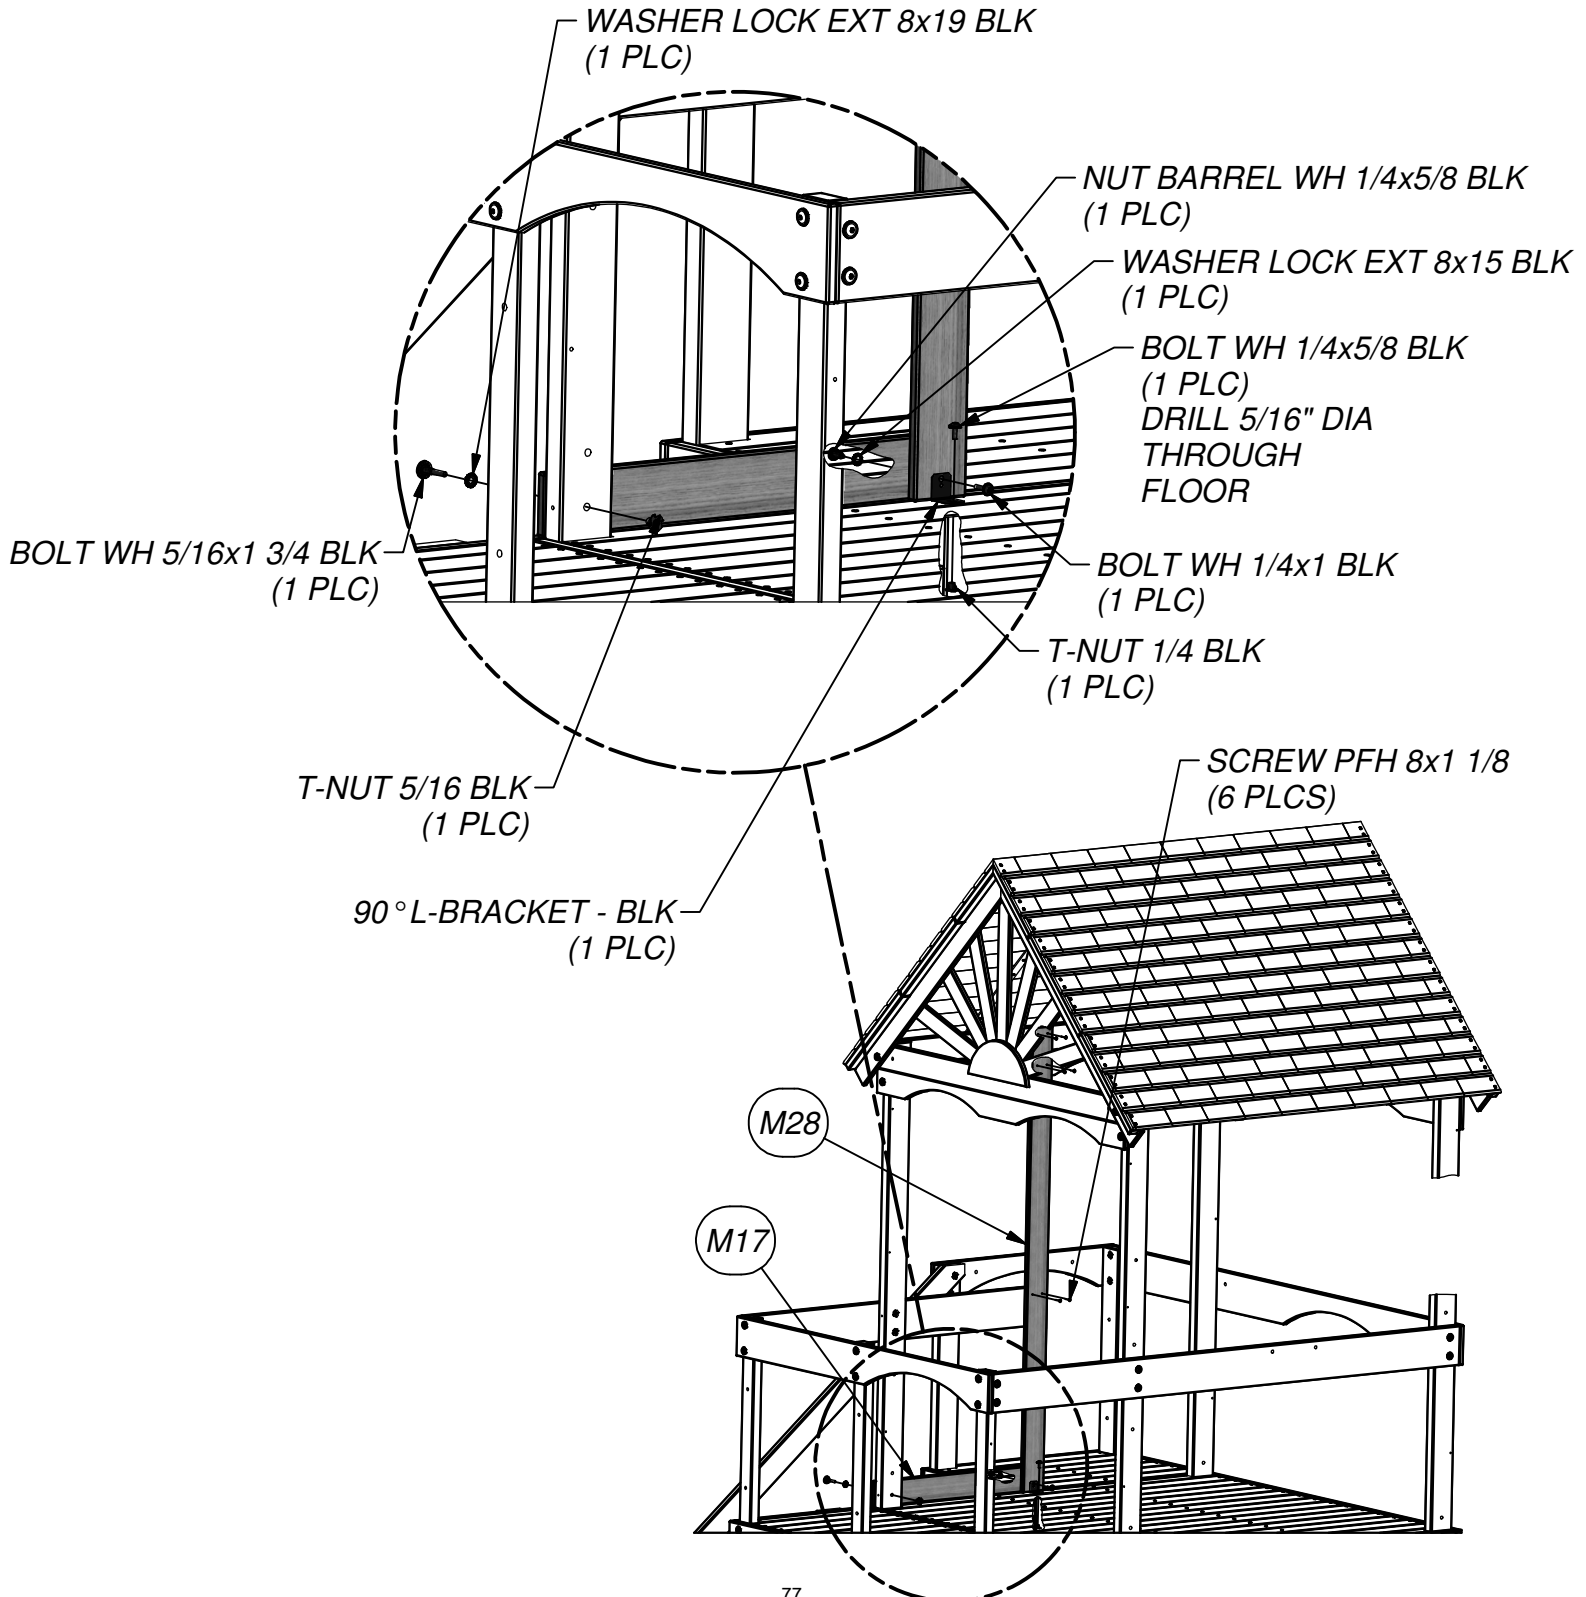 WASHER LOCK EXT 8x19 BLK
(1 PLC)
NUT BARREL WH 1/4x5/8 BLK
(1 PLC)
WASHER LOCK EXT 8x15 BLK
(1 PLC)
BOLT WH 1/4x5/8 BLK
(1 PLC)
DRILL 5/16" DIA
THROUGH
FLOOR
BOLT WH 5/16x1 3/4 BLK
(1 PLC)
BOLT WH 1/4x1 BLK
(1 PLC)
T-NUT 1/4 BLK
(1 PLC)
T-NUT 5/16 BLK
(1 PLC)
SCREW PFH 8x1 1/8
(6 PLCS)
90° L-BRACKET - BLK
(1 PLC)
M28
M17
77